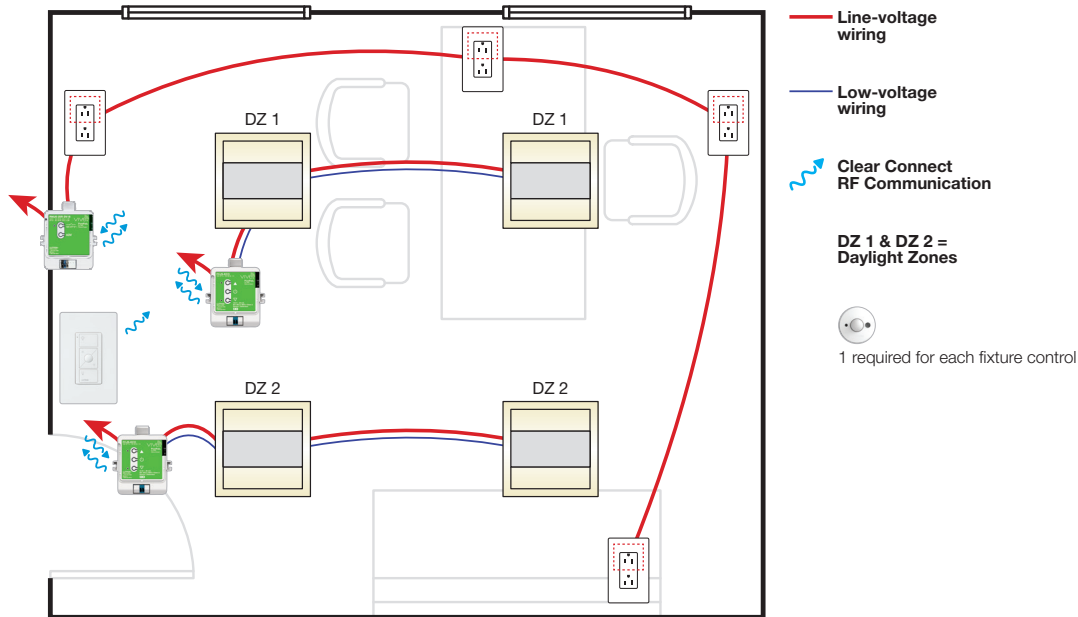 Line-voltage
wiring
Low-voltage
wiring
Clear Connect
RF Communication
DZ 1 & DZ 2 =
Daylight Zones
1 required for each fixture control
DZ 1
DZ 1
DZ 2
DZ 2